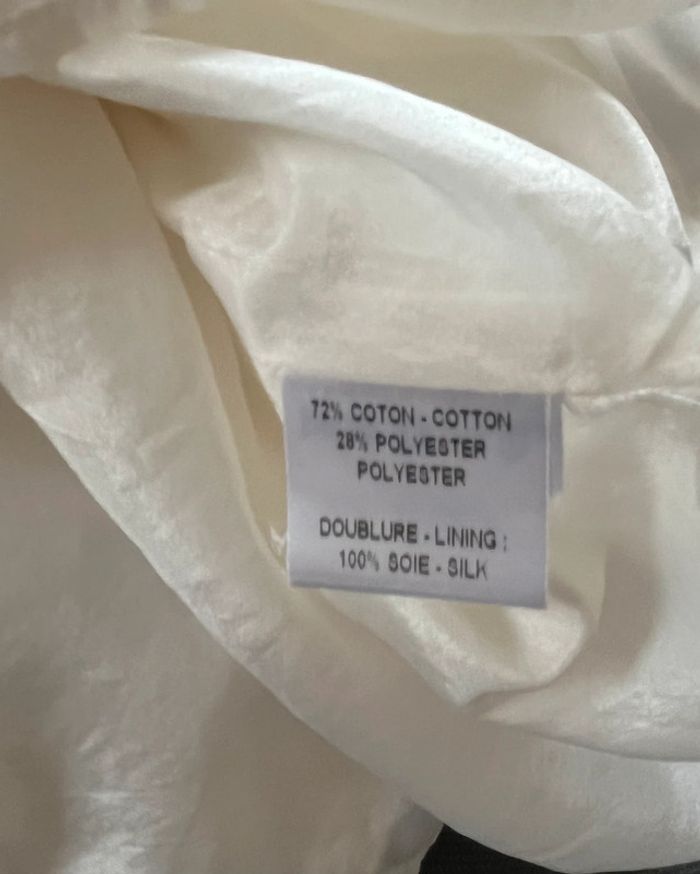 72% COTON - COTTON
28% POLYESTER
POLYESTER
DOUBLURE - LINING :
100% SOIE - SILK